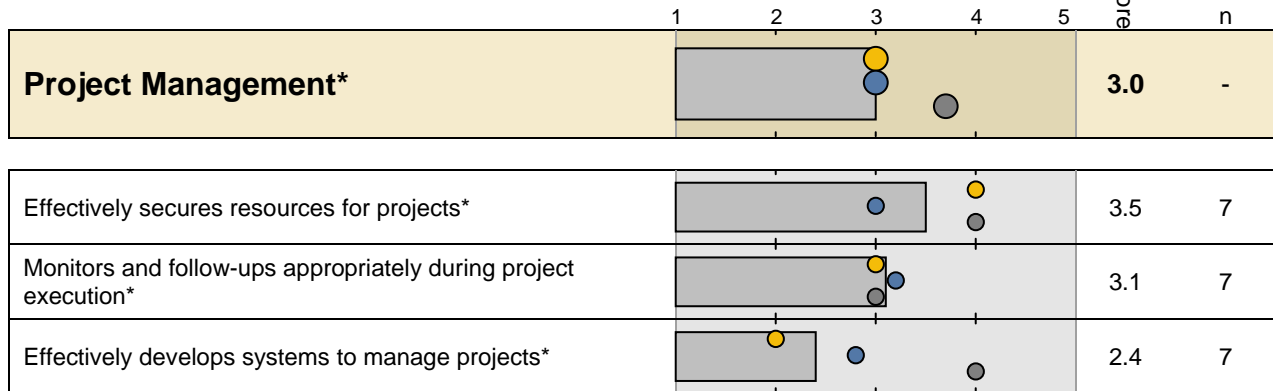 1 2 3 4 5 ore n
Project Management* 3.0 -
Effectively secures resources for projects* 3.5 7
Monitors and follow-ups appropriately during project
execution* 3.1 7
Effectively develops systems to manage projects* 2.4 7